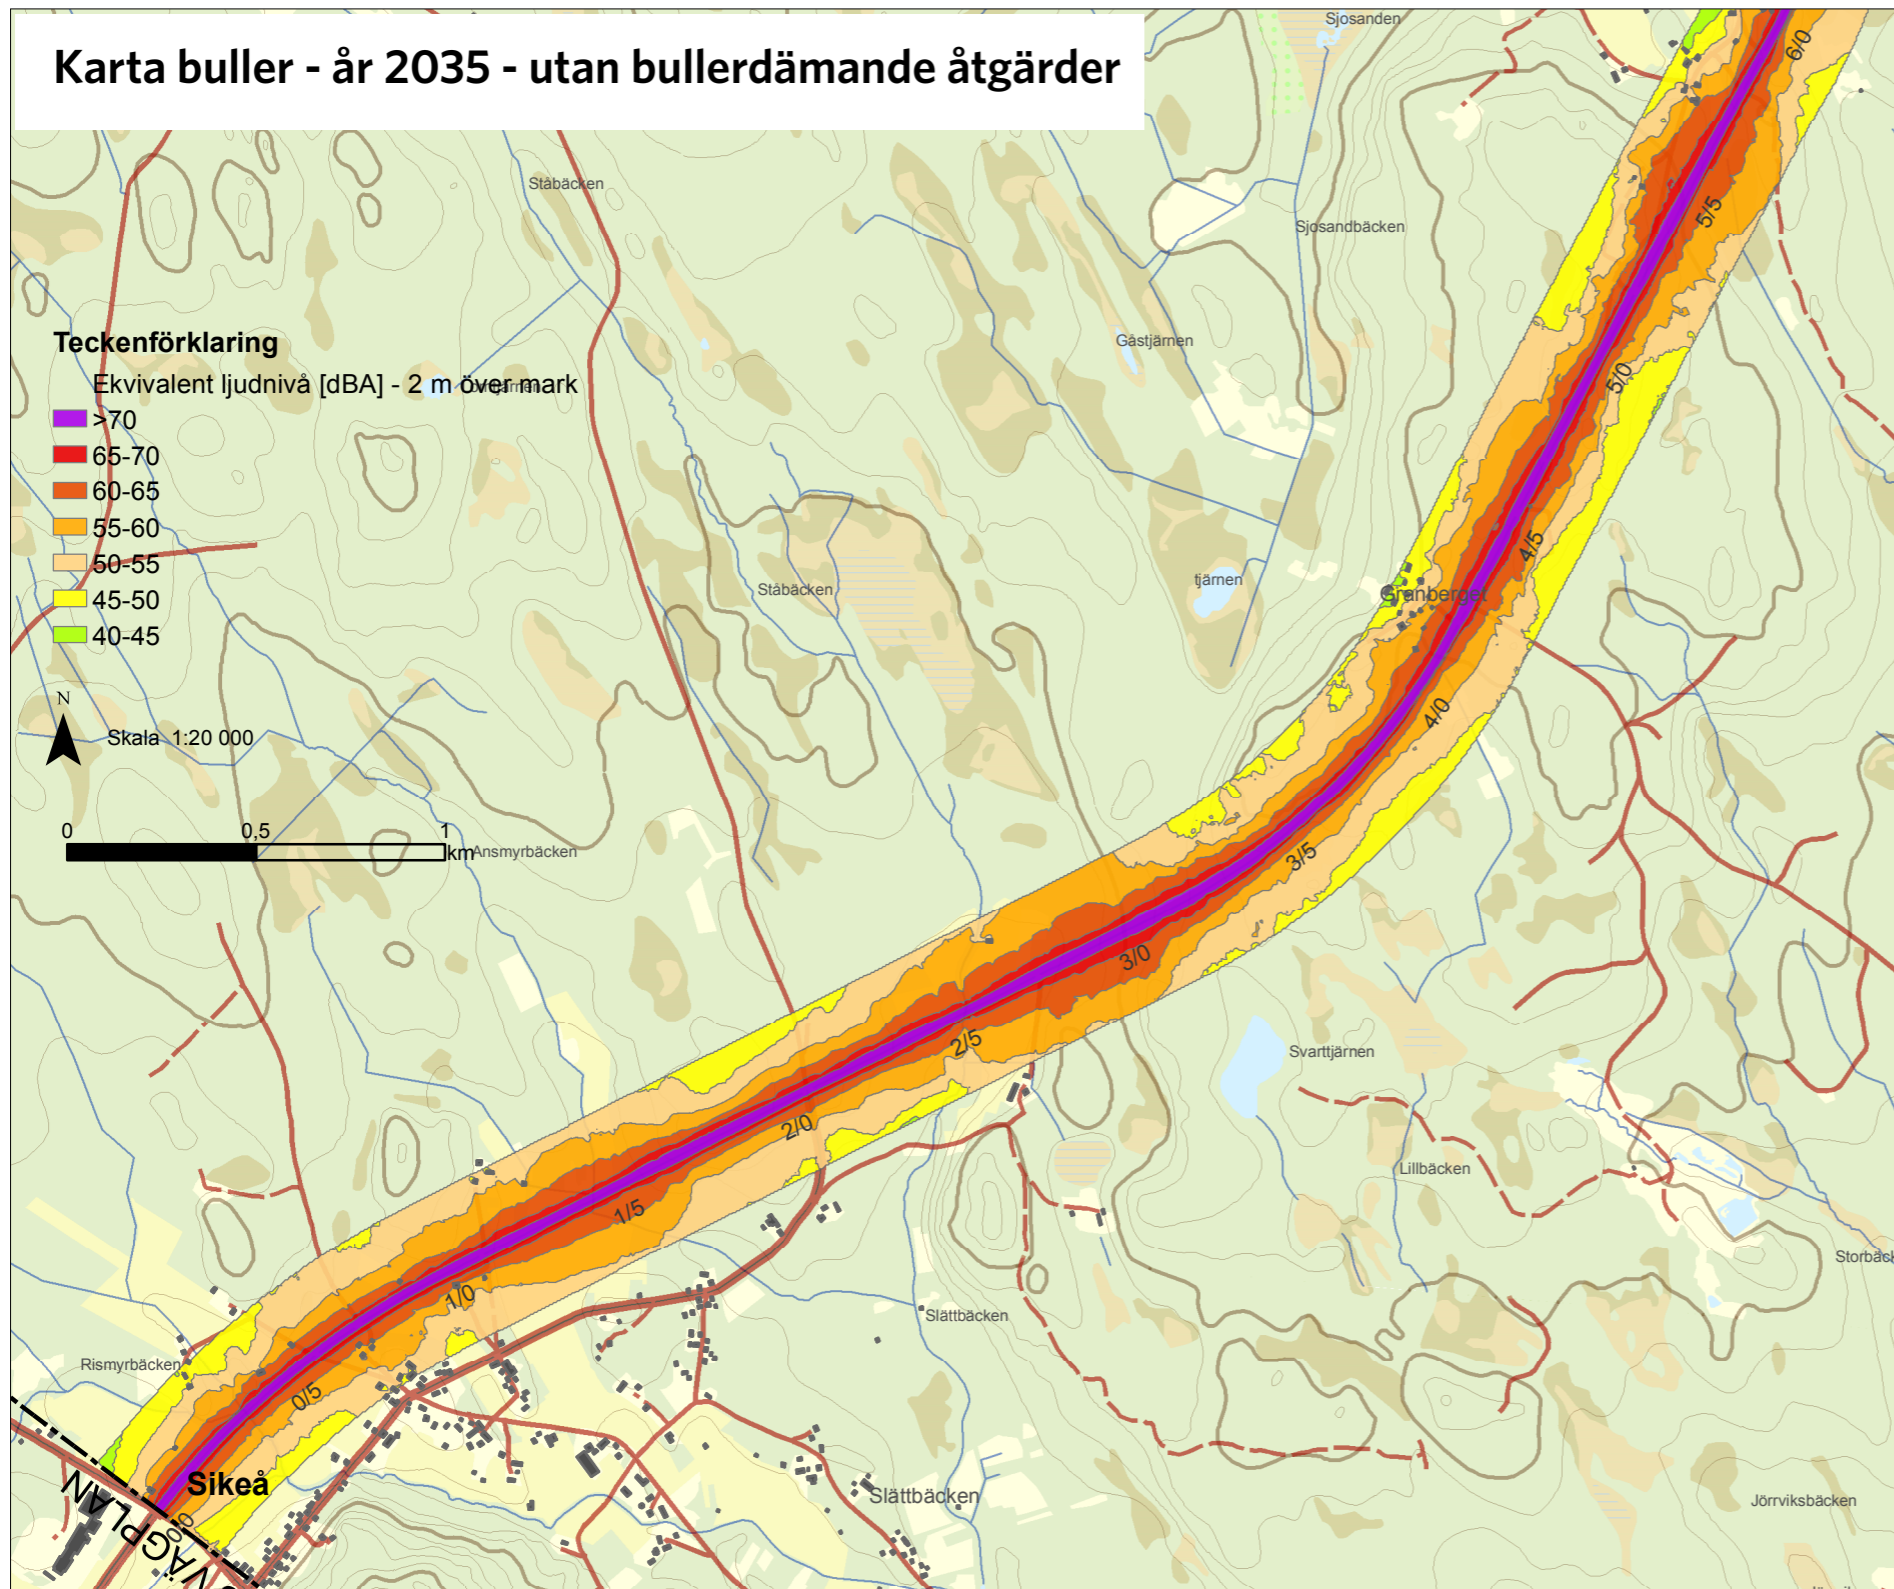 Karta buller - år 2035 - utan bullerdämande åtgärder
Sjosanden
6/0
Ståbäcken
5/5
Sjosandbäcken
Gåstjärnen
Teckenförklaring
Ekvivalent ljudnivå [dBA] - 2 m över mark
>70
65-70
60-65
55-60
50-55
45-50
40-45
5/0
4/5
tjärnen
Ståbäcken
Granberget
N
Skala 1:20 000
4/0
0 0,5 1
km
Ansmyrbäcken
3/5
3/0
2/5
Svarttjärnen
2/0
Lillbäcken
1/5
Storbäck
1/0
Slättbäcken
Rismyrbäcken
0/5
Sikeå
Slättbäcken
Jörrviksbäcken
VÄGPLAN